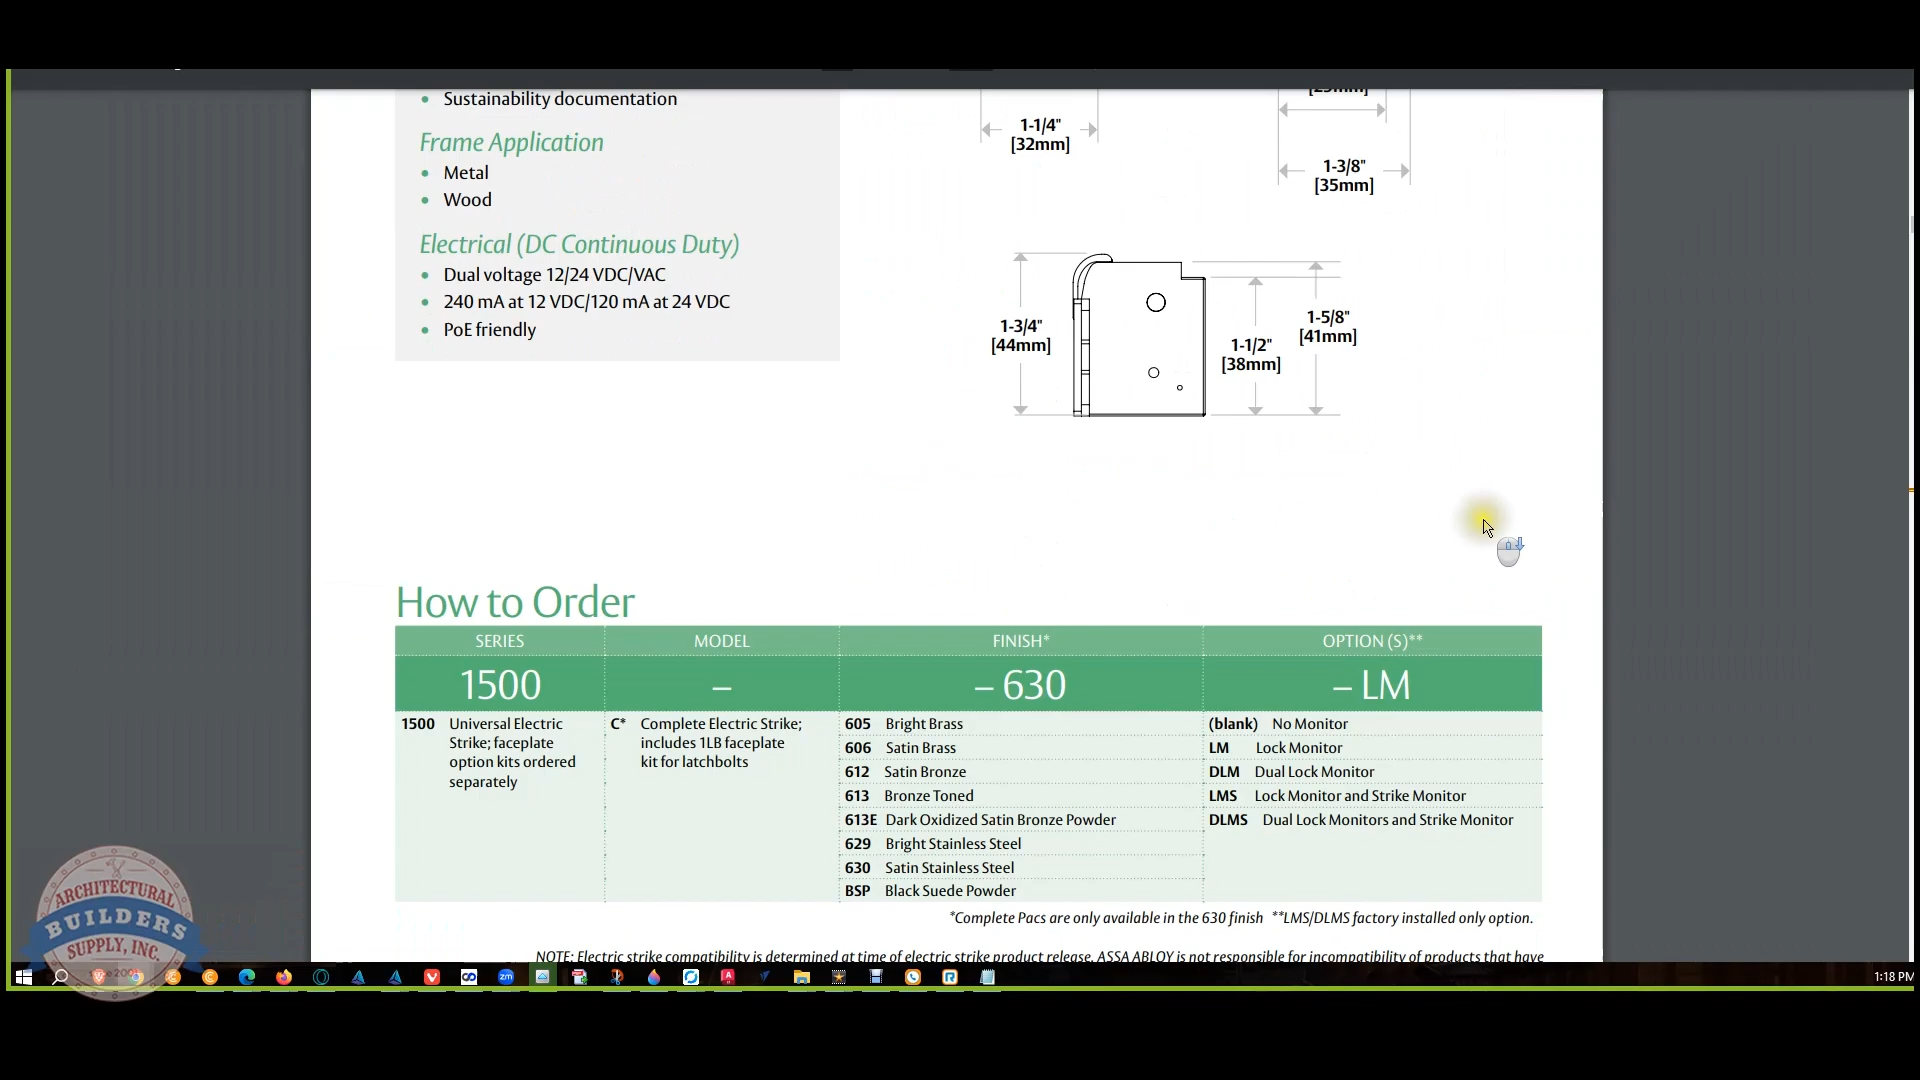 • Sustainability documentation
Frame Application
• Metal
• Wood
Electrical (DC Continuous Duty)
• Dual voltage 12/24 VDC/VAC
• 240 mA at 12 VDC/120 mA at 24 VDC
• PoE friendly
1-1/4"
[32mm]
1-3/8"
[35mm]
1-3/4"
[44mm]
1-1/2"
[38mm]
1-5/8"
[41mm]
How to Order
SERIES MODEL FINISH* OPTION (S)**
1500 – – 630 – LM
1500 Universal Electric
Strike; faceplate
option kits ordered
separately
C* Complete Electric Strike;
includes 1LB faceplate
kit for latchbolts
605 Bright Brass
606 Satin Brass
612 Satin Bronze
613 Bronze Toned
613E Dark Oxidized Satin Bronze Powder
629 Bright Stainless Steel
630 Satin Stainless Steel
BSP Black Suede Powder
(blank) No Monitor
LM Lock Monitor
DLM Dual Lock Monitor
LMS Lock Monitor and Strike Monitor
DLMS Dual Lock Monitors and Strike Monitor
*Complete Pacs are only available in the 630 finish **LMS/DLMS factory installed only option.
NOTE: Electric strike compatibility is determined at time of electric strike product release. ASSA ABLOY is not responsible for incompatibility of products that have
ARCHITECTURAL
BUILDERS
SUPPLY, INC.
1:18 PM